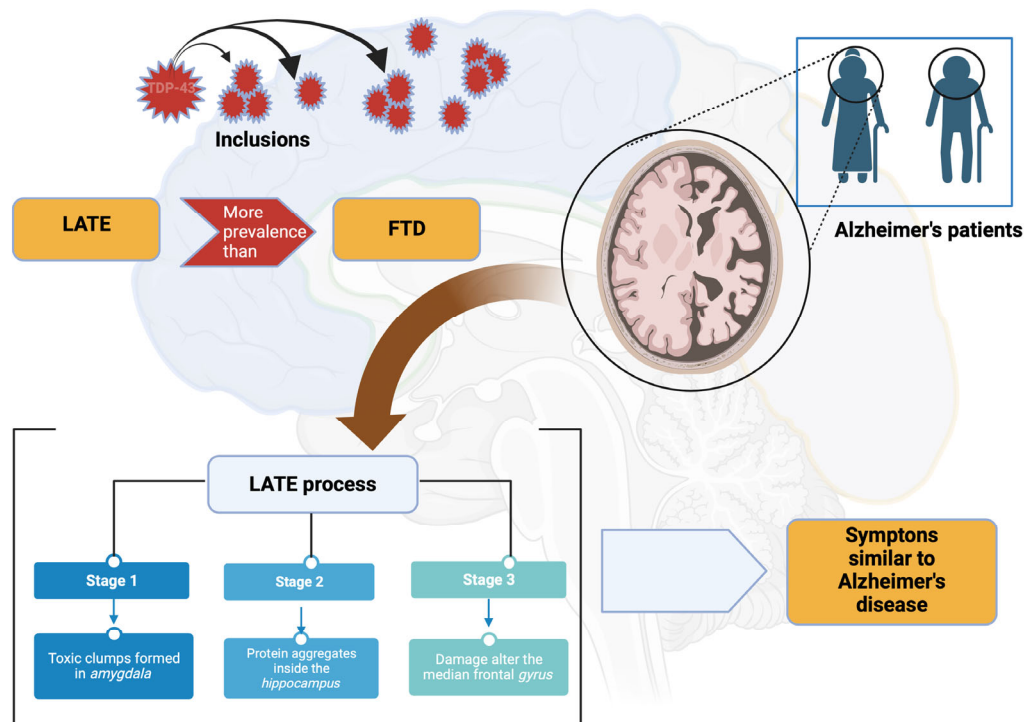 TDP-43
Inclusions
LATE
More
prevalence
than
FTD
Alzheimer's patients
LATE process
Stage 1
Stage 2
Stage 3
Toxic clumps formed
in amygdala
Protein aggregates
inside the
hippocampus
Damage alter the
median frontal gyrus
Symptons
similar to
Alzheimer's
disease